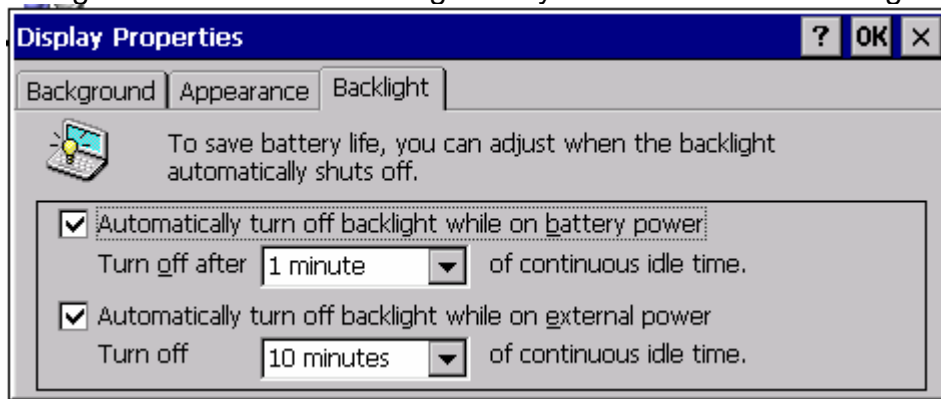 Display Properties ? OK ×
Background Appearance Backlight
To save battery life, you can adjust when the backlight
automatically shuts off.
Automatically turn off backlight while on battery power
Turn off after 1 minute of continuous idle time.
Automatically turn off backlight while on external power
Turn off 10 minutes of continuous idle time.